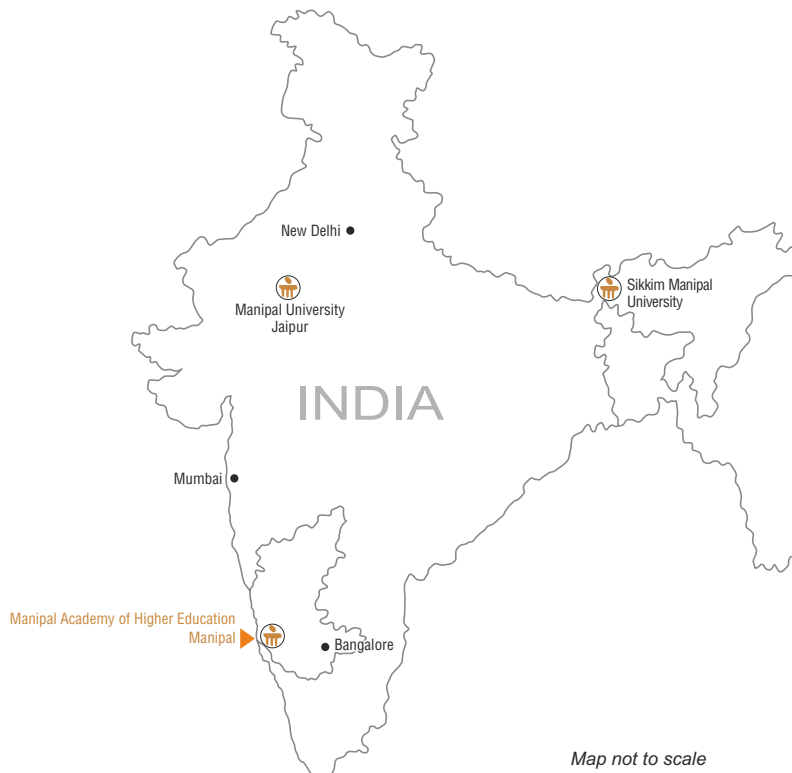 New Delhi
Manipal University
Jaipur
Sikkim Manipal
University
INDIA
Mumbai
Manipal Academy of Higher Education
Manipal
Bangalore
Map not to scale